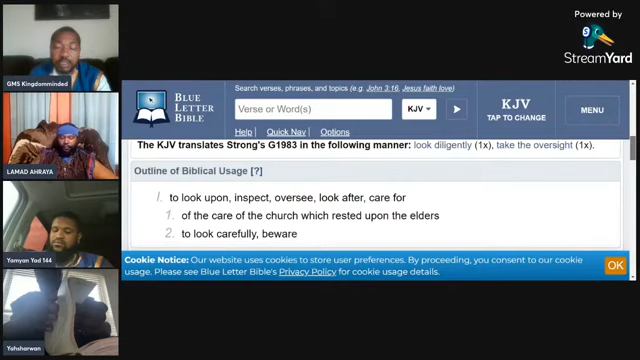 Powered by
StreamYard
GMS Kingdomminded
LAMAD AHRAYA
Yamyan Yad 144
Yahsharwan
BLUE
LETTER
BIBLE
Search verses, phrases, and topics (e.g. John 3:16, Jesus faith love)
Verse or Word(s)
KJV
Help
Quick Nav
Options
KJV
TAP TO CHANGE
MENU
The KJV translates Strong's G1983 in the following manner: look diligently (1x), take the oversight (1x).
Outline of Biblical Usage [?]
I. to look upon, inspect, oversee, look after, care for
1. of the care of the church which rested upon the elders
2. to look carefully, beware
Cookie Notice: Our website uses cookies to store user preferences. By proceeding, you consent to our cookie
usage. Please see Blue Letter Bible's Privacy Policy for cookie usage details.
OK